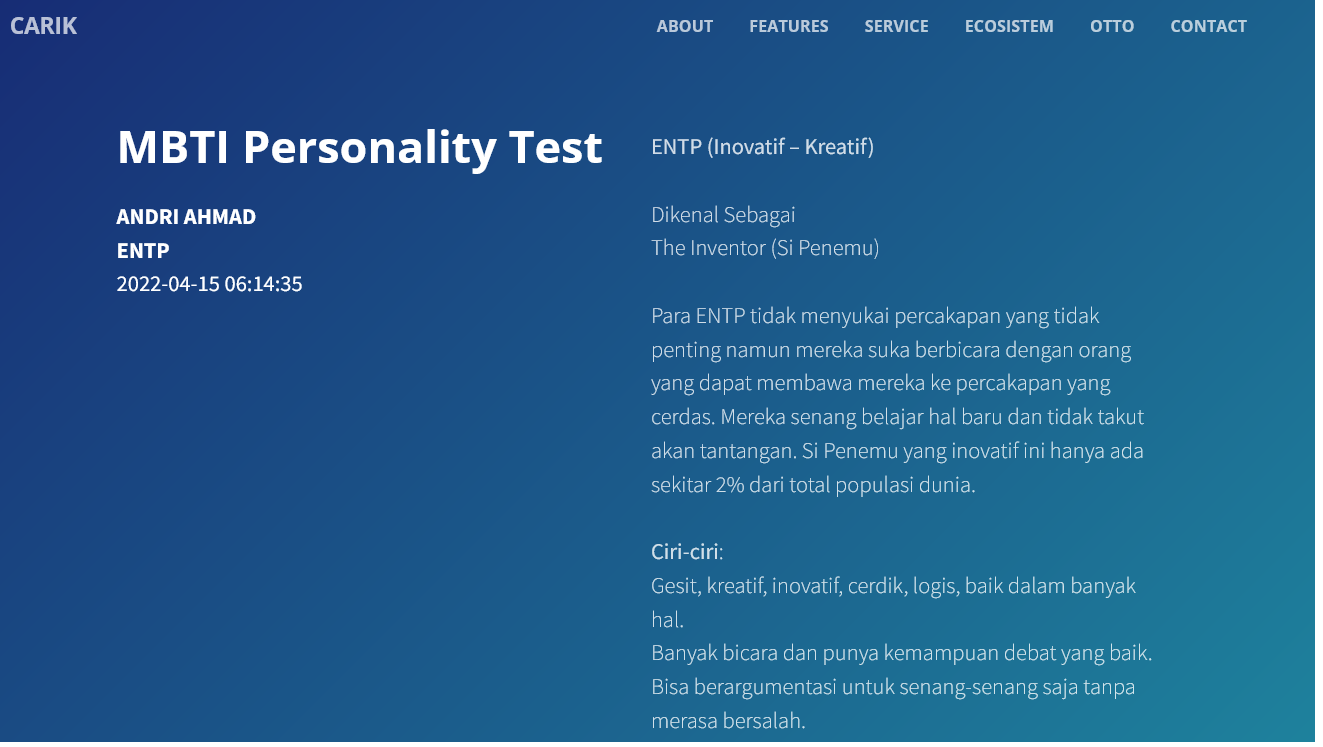 CARIK
ABOUT FEATURES SERVICE ECOSISTEM OTTO CONTACT
MBTI Personality Test
ANDRI AHMAD
ENTP
2022-04-15 06:14:35
ENTP (Inovatif – Kreatif)
Dikenal Sebagai
The Inventor (Si Penemu)
Para ENTP tidak menyukai percakapan yang tidak
penting namun mereka suka berbicara dengan orang
yang dapat membawa mereka ke percakapan yang
cerdas. Mereka senang belajar hal baru dan tidak takut
akan tantangan. Si Penemu yang inovatif ini hanya ada
sekitar 2% dari total populasi dunia.
Ciri-ciri:
Gesit, kreatif, inovatif, cerdik, logis, baik dalam banyak
hal.
Banyak bicara dan punya kemampuan debat yang baik.
Bisa berargumentasi untuk senang-senang saja tanpa
merasa bersalah.